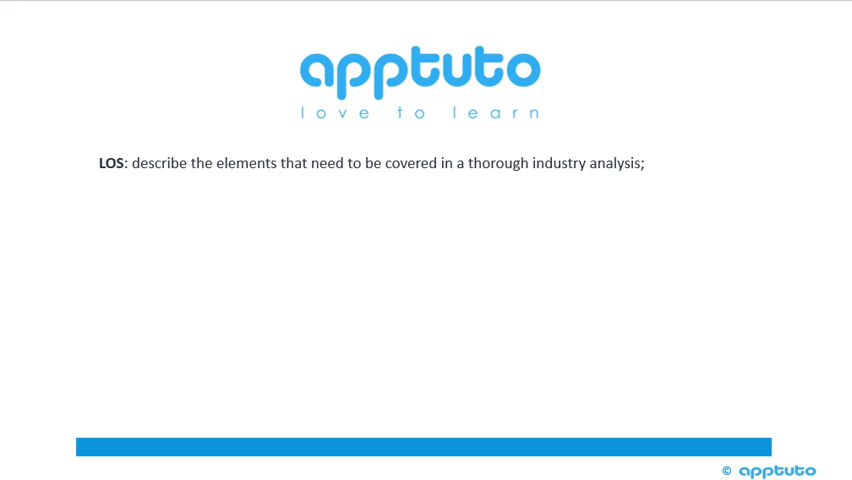 apptuto
love to learn
LOS: describe the elements that need to be covered in a thorough industry analysis;
© apptuto